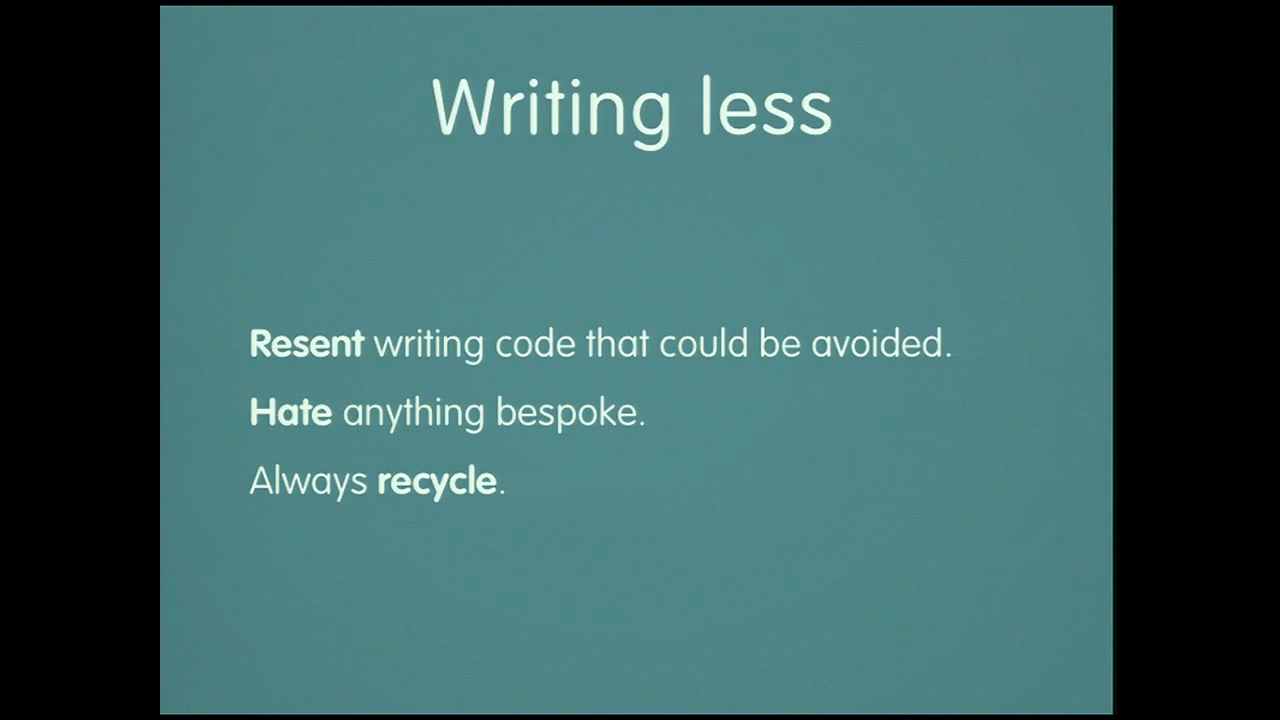 Writing less
Resent writing code that could be avoided.
Hate anything bespoke.
Always recycle.